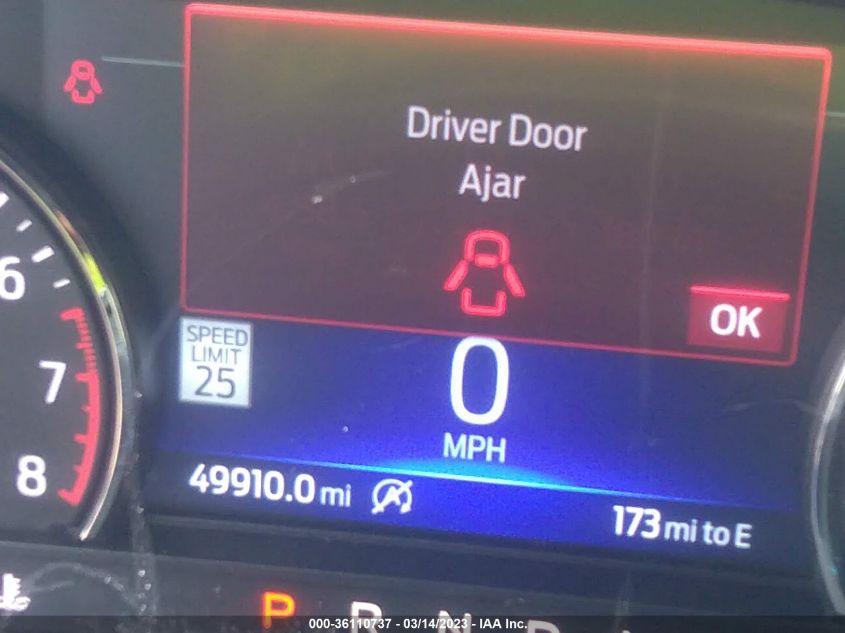 Driver Door
Ajar
OK
SPEED
LIMIT
25
0
MPH
6
7
8
49910.0 mi
173 mi to E
P R N D
000-36110737 - 03/14/2023 - IAA Inc.